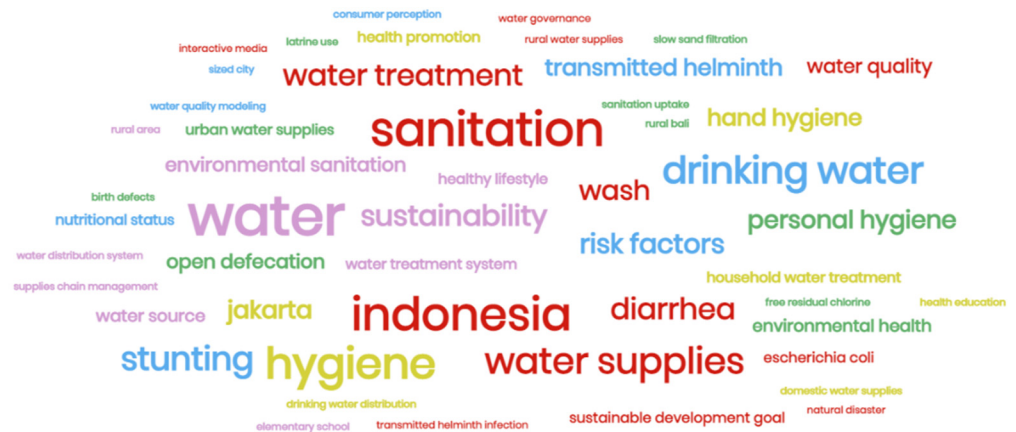 consumer perception
water governance
interactive media
latrine use
health promotion
rural water supplies
slow sand filtration
sized city
water treatment
transmitted helminth
water quality
water quality modeling
sanitation
sanitation uptake
hand hygiene
rural area
urban water supplies
rural bali
environmental sanitation
healthy lifestyle
drinking water
birth defects
wash
nutritional status
water
sustainability
personal hygiene
risk factors
water distribution system
open defecation
water treatment system
household water treatment
supplies chain management
water source
jakarta
indonesia
diarrhea
free residual chlorine
health education
environmental health
stunting
hygiene
water supplies
escherichia coli
domestic water supplies
drinking water distribution
natural disaster
elementary school
transmitted helminth infection
sustainable development goal